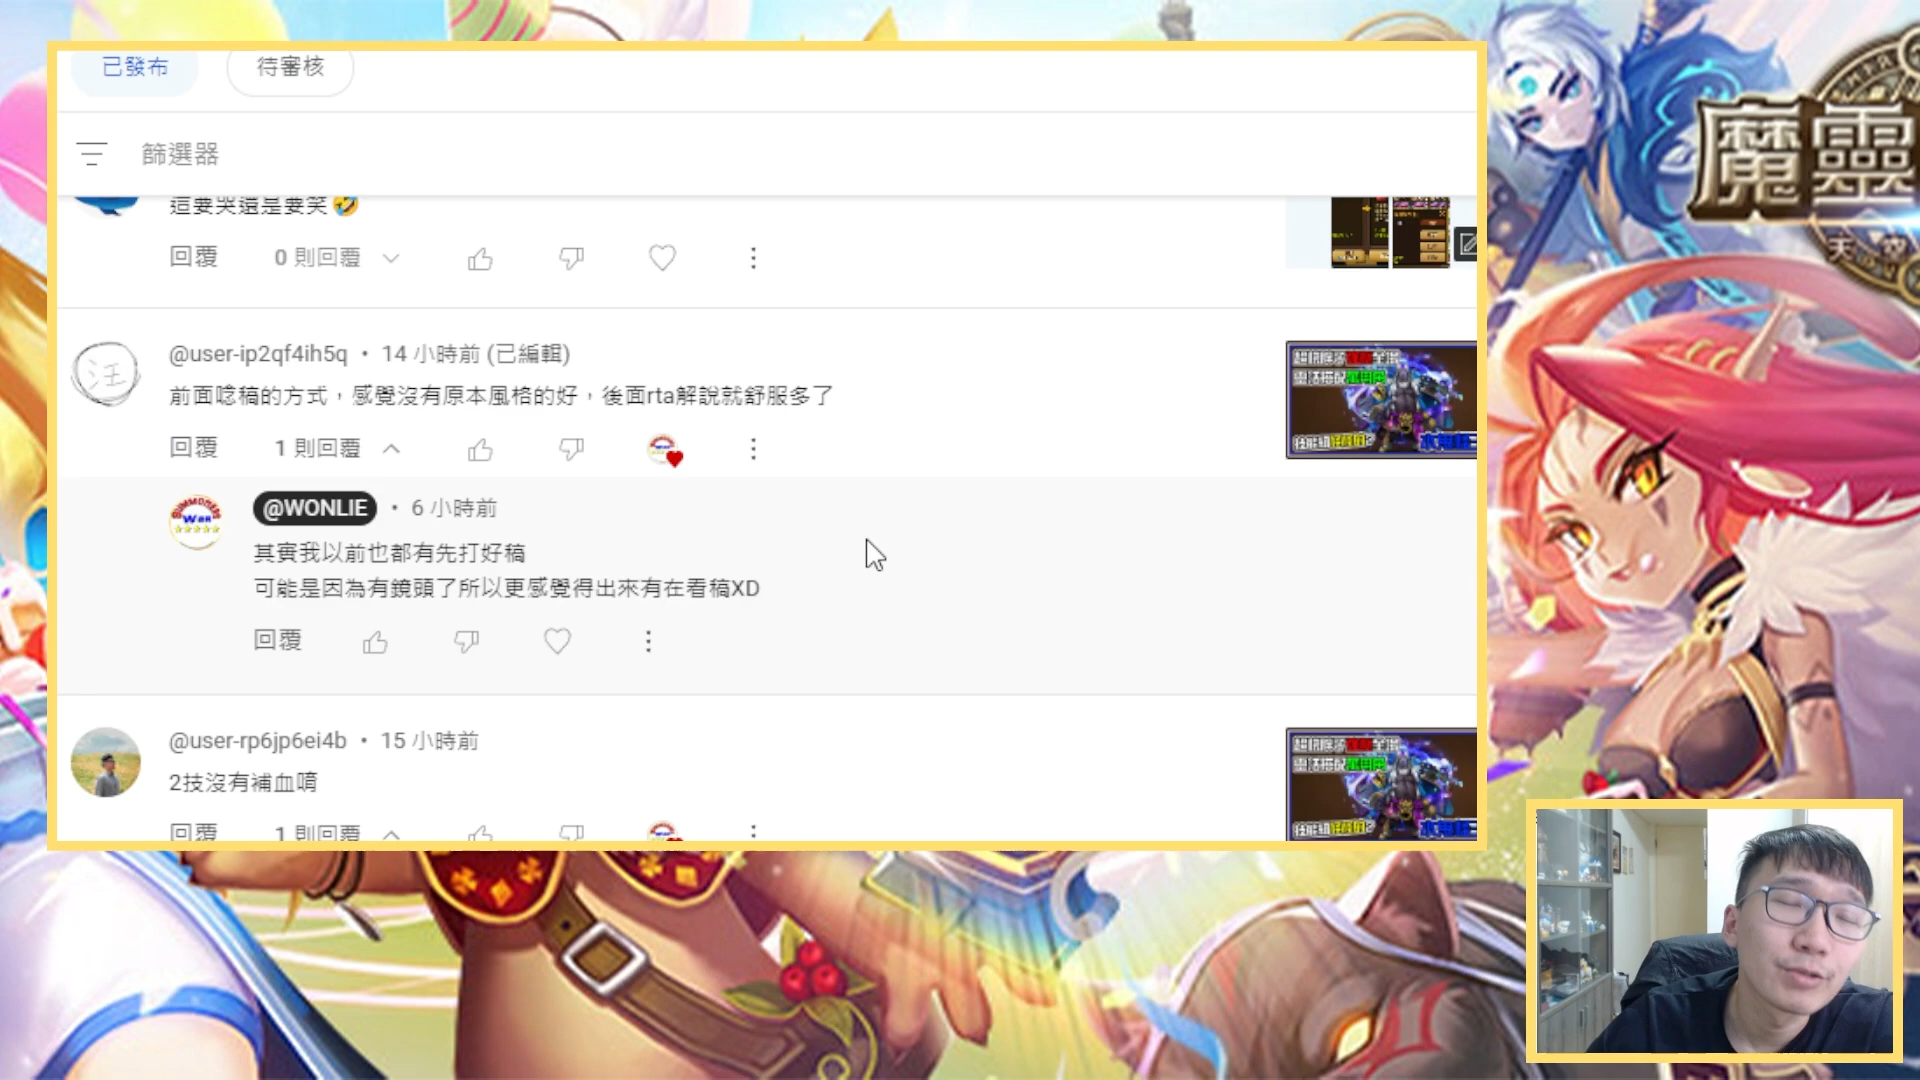 已發布
待審核
篩選器
這要哭還是要笑🤣
回覆
0 則回覆
@user-ip2qf4ih5q • 14 小時前 (已編輯)
前面唸稿的方式，感覺沒有原本風格的好，後面rta解說就舒服多了
回覆
1 則回覆
@WONLIE • 6 小時前
其實我以前也都有先打好稿
可能是因為有鏡頭了所以更感覺得出來有在看稿XD
回覆
@user-rp6jp6ei4b • 15 小時前
2技沒有補血唷
回覆
1 則回覆
魔靈
天空